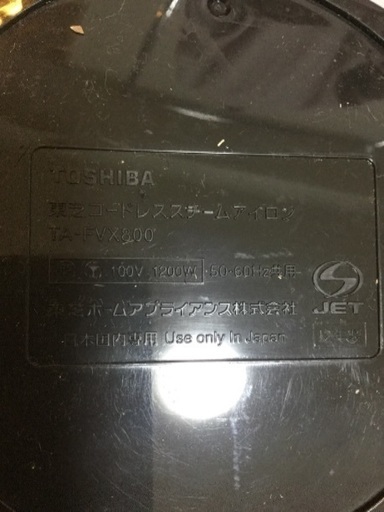 TOSHIBA
東芝コードレススチームアイロン
TA-FVX800
100V 1200W 50-60Hz共用
東芝ホームアプライアンス株式会社
日本国内専用 Use only in Japan
S
JET